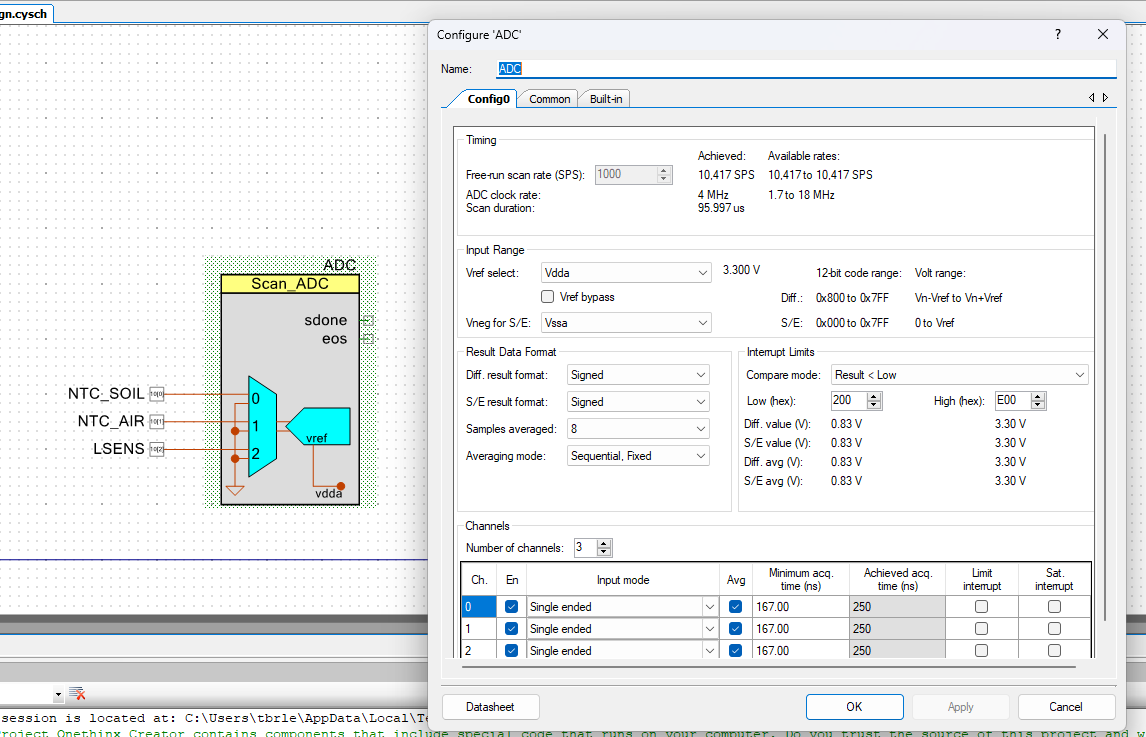 gn.cysch
Configure 'ADC'
?
Name:
ADC
Config0
Common
Built-in
Timing
Achieved:
Available rates:
Free-run scan rate (SPS):
1000
10,417 SPS
10,417 to 10,417 SPS
ADC clock rate:
4 MHz
1.7 to 18 MHz
Scan duration:
95.997 us
Input Range
Vref select:
Vdda
3.300 V
12-bit code range:
Volt range:
Vref bypass
Diff.:
0x800 to 0x7FF
Vn-Vref to Vn+Vref
Vneg for S/E:
Vssa
S/E:
0x000 to 0x7FF
0 to Vref
Result Data Format
Diff. result format:
Signed
S/E result format:
Signed
Samples averaged:
8
Averaging mode:
Sequential, Fixed
Interrupt Limits
Compare mode:
Result < Low
Low (hex):
200
High (hex):
E00
Diff. value (V):
0.83 V
3.30 V
S/E value (V):
0.83 V
3.30 V
Diff. avg (V):
0.83 V
3.30 V
S/E avg (V):
0.83 V
3.30 V
Channels
Number of channels:
3
Ch.
En
Input mode
Avg
Minimum acq.
time (ns)
Achieved acq.
time (ns)
Limit
interrupt
Sat.
interrupt
0
Single ended
167.00
250
1
Single ended
167.00
250
2
Single ended
167.00
250
Datasheet
OK
Apply
Cancel
ADC
Scan_ADC
sdone
eos
NTC_SOIL
10[0]
0
NTC_AIR
10[1]
1
LSENS
10[2]
2
vref
vdda
session is located at: C:\Users\tbrle\AppData\Local\Te
Project Onethinx_Creator contains components that include special code that runs on your computer. Do you trust the source of this project and w